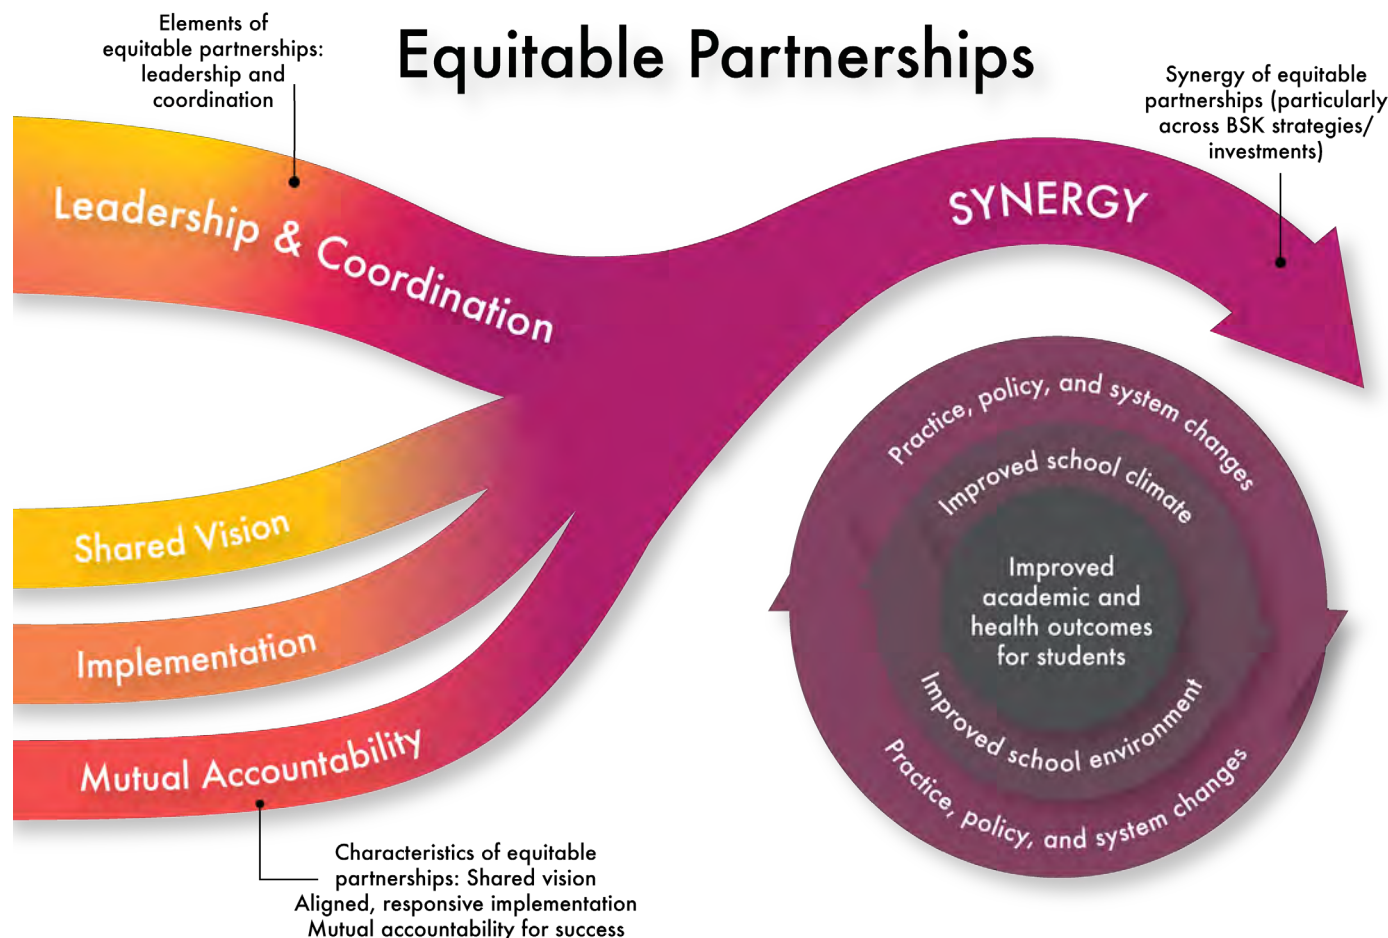 Equitable Partnerships
Elements of
equitable partnerships:
leadership and
coordination
Synergy of equitable
partnerships (particularly
across BSK strategies/
investments)
Leadership & Coordination
SYNERGY
Shared Vision
Implementation
Mutual Accountability
Characteristics of equitable
partnerships: Shared vision
Aligned, responsive implementation
Mutual accountability for success
Practice, policy, and system changes
Improved school climate
Improved
academic and
health outcomes
for students
Improved school environment
Practice, policy, and system changes